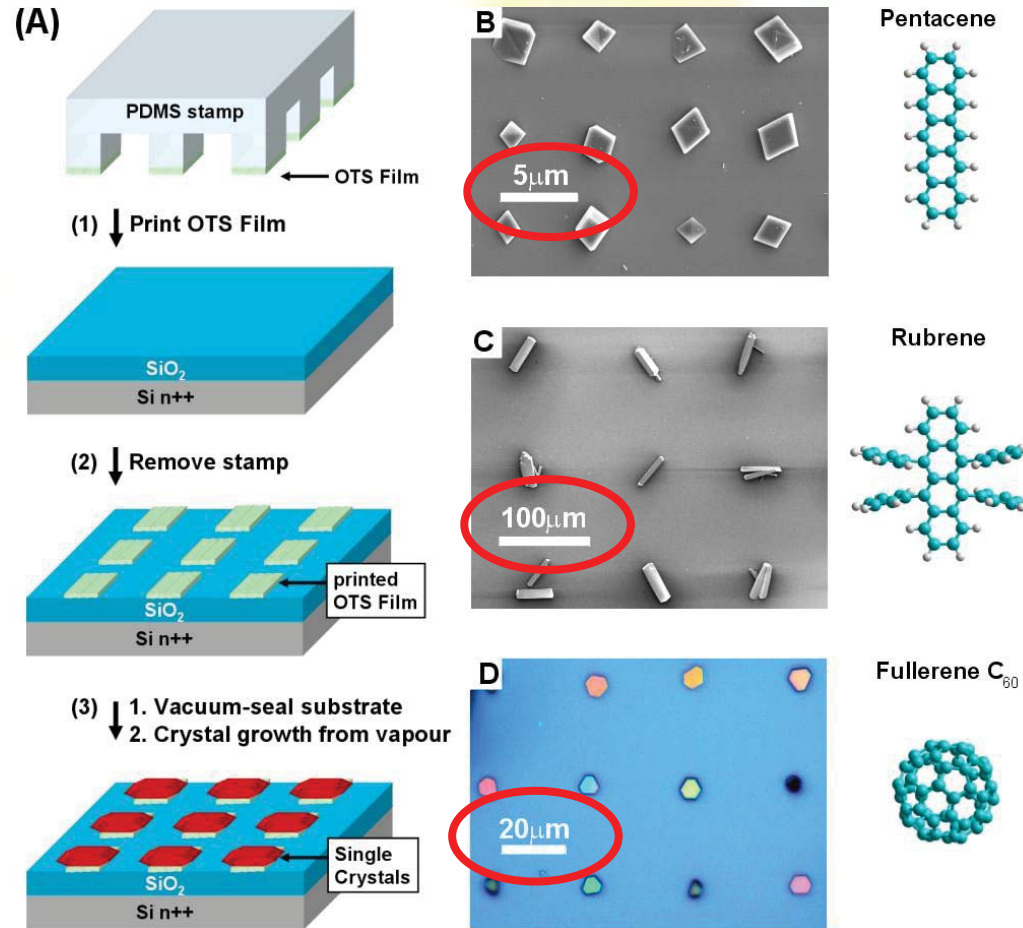 (A)
PDMS stamp
OTS Film
(1) Print OTS Film
SiO₂
Si n++
(2) Remove stamp
printed
OTS Film
SiO₂
Si n++
(3) 1. Vacuum-seal substrate
2. Crystal growth from vapour
Single
Crystals
SiO₂
Si n++
B
5μm
Pentacene
C
100μm
Rubrene
D
20μm
Fullerene C₆₀